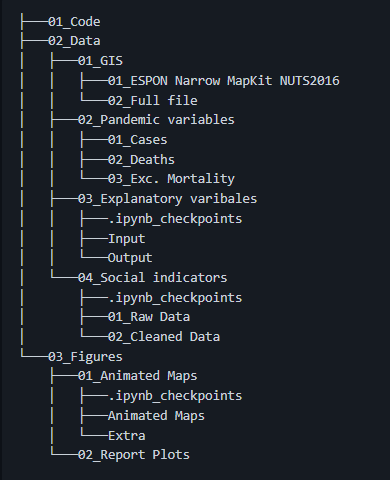 ├───01_Code
├───02_Data
│   ├───01_GIS
│   │   ├───01_ESPON Narrow MapKit NUTS2016
│   │   └───02_Full file
│   ├───02_Pandemic variables
│   │   ├───01_Cases
│   │   ├───02_Deaths
│   │   └───03_Exc. Mortality
│   ├───03_Explanatory varibales
│   │   ├───.ipynb_checkpoints
│   │   ├───Input
│   │   └───Output
│   └───04_Social indicators
│       ├───.ipynb_checkpoints
│       ├───01_Raw Data
│       └───02_Cleaned Data
└───03_Figures
    ├───01_Animated Maps
    │   ├───.ipynb_checkpoints
    │   ├───Animated Maps
    │   └───Extra
    └───02_Report Plots